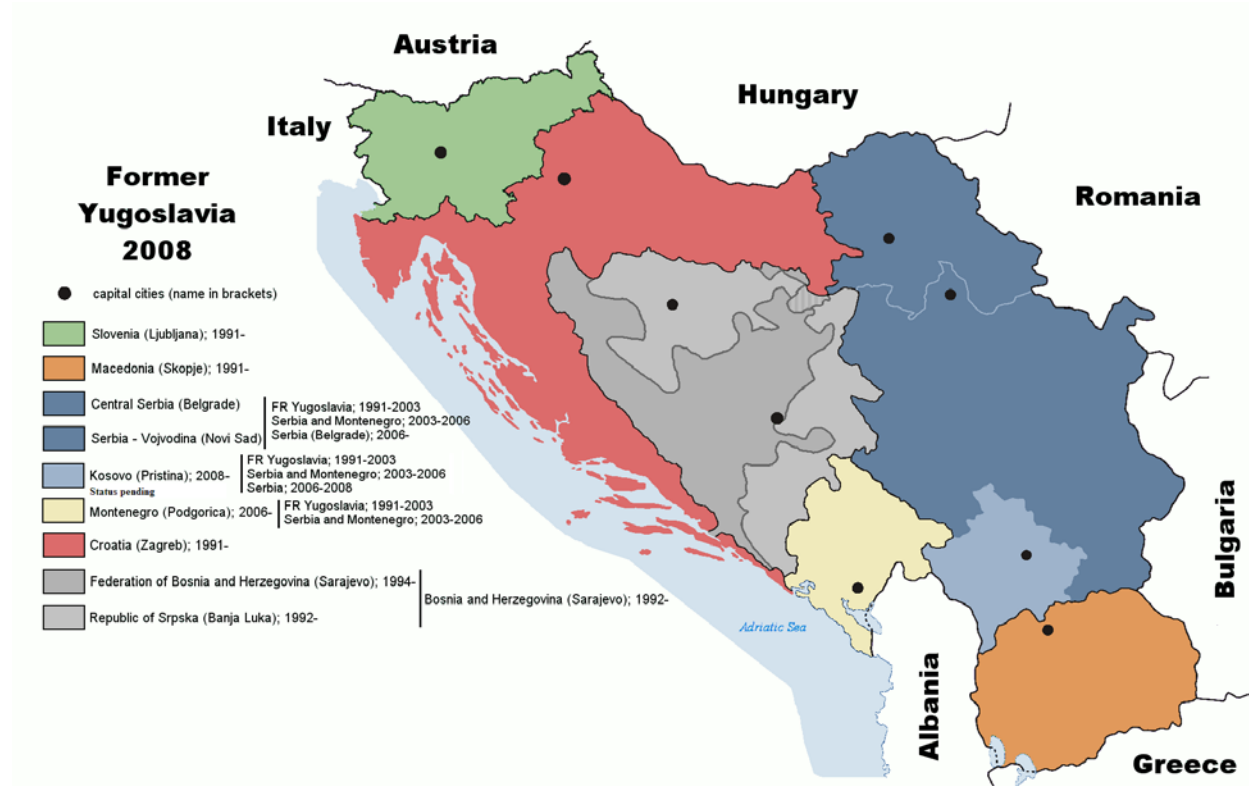 Austria
Hungary
Italy
Romania
Former
Yugoslavia
2008
capital cities (name in brackets)
Slovenia (Ljubljana); 1991-
Macedonia (Skopje); 1991-
Central Serbia (Belgrade)
Serbia - Vojvodina (Novi Sad)
FR Yugoslavia; 1991-2003
Serbia and Montenegro; 2003-2006
Serbia (Belgrade); 2006-
Kosovo (Pristina); 2008-
Status pending
FR Yugoslavia; 1991-2003
Serbia and Montenegro; 2003-2006
Serbia; 2006-2008
Montenegro (Podgorica); 2006-
FR Yugoslavia; 1991-2003
Serbia and Montenegro; 2003-2006
Croatia (Zagreb); 1991-
Federation of Bosnia and Herzegovina (Sarajevo); 1994-
Republic of Srpska (Banja Luka); 1992-
Bosnia and Herzegovina (Sarajevo); 1992-
Adriatic Sea
Bulgaria
Albania
Greece